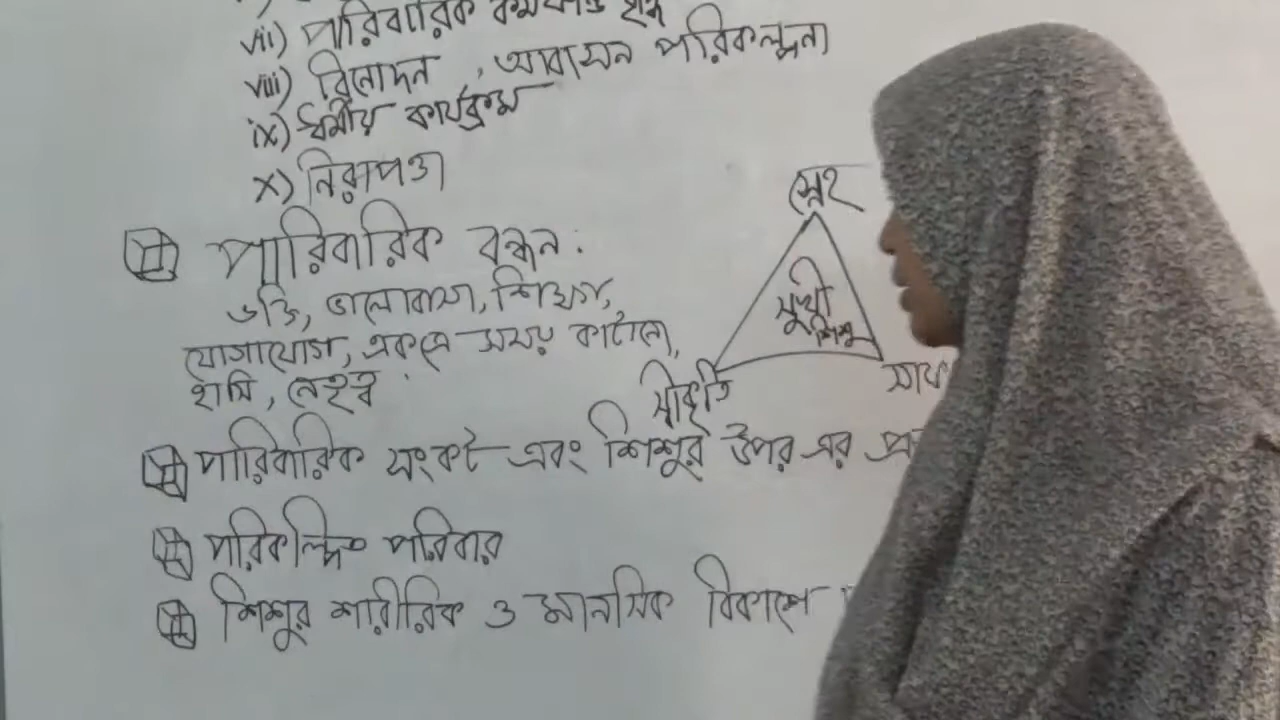 vii) পারিবারিক কর্মকাণ্ড
viii) বিনোদন, আবাসন পরিকল্পনা
ix) ধর্মীয় কার্যক্রম
x) নিরাপত্তা
পারিবারিক বন্ধন:
ভক্তি, ভালোবাসা, শিক্ষা,
যোগাযোগ, একত্রে সময় কাটানো,
হাসি, নেতৃত্ব
স্নেহ
সুখী
শিশু
স্বীকৃতি
পারিবারিক সংকট এবং শিশুর উপর এর
পরিকল্পিত পরিবার
শিশুর শারীরিক ও মানসিক বিকাশে